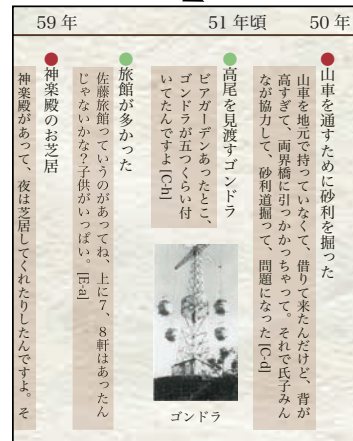 59 年
51 年頃
50 年
●山車を通すために砂利を掘った
山車を地元で持っていなくて、借りて来たんだけど、背が
高すぎて、両界橋に引っかかっちゃって。それで氏子みん
なが協力して、砂利道掘って、問題になった [C-d]
●高尾を見渡すゴンドラ
ビアガーデンあったとこ、
ゴンドラが五つくらい付
いてたんですよ [C-h]
ゴンドラ
●旅館が多かった
佐藤旅館っていうのがあってね、上に7、8軒はあったん
じゃないかな？子供がいっぱい。[E-a]
●神楽殿のお芝居
神楽殿があって、夜は芝居してくれたりしたんですよ。そ